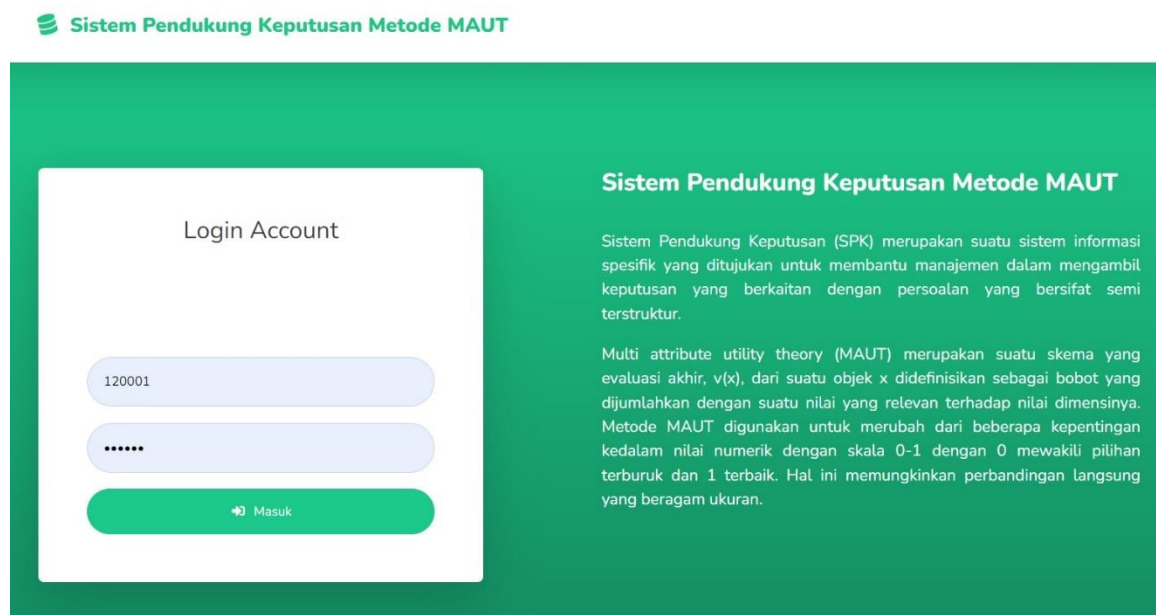 Sistem Pendukung Keputusan Metode MAUT
Login Account
120001
••••••
Masuk
Sistem Pendukung Keputusan Metode MAUT
Sistem Pendukung Keputusan (SPK) merupakan suatu sistem informasi
spesifik yang ditujukan untuk membantu manajemen dalam mengambil
keputusan yang berkaitan dengan persoalan yang bersifat semi
terstruktur.
Multi attribute utility theory (MAUT) merupakan suatu skema yang
evaluasi akhir, v(x), dari suatu objek x didefinisikan sebagai bobot yang
dijumlahkan dengan suatu nilai yang relevan terhadap nilai dimensinya.
Metode MAUT digunakan untuk merubah dari beberapa kepentingan
kedalam nilai numerik dengan skala 0-1 dengan 0 mewakili pilihan
terburuk dan 1 terbaik. Hal ini memungkinkan perbandingan langsung
yang beragam ukuran.